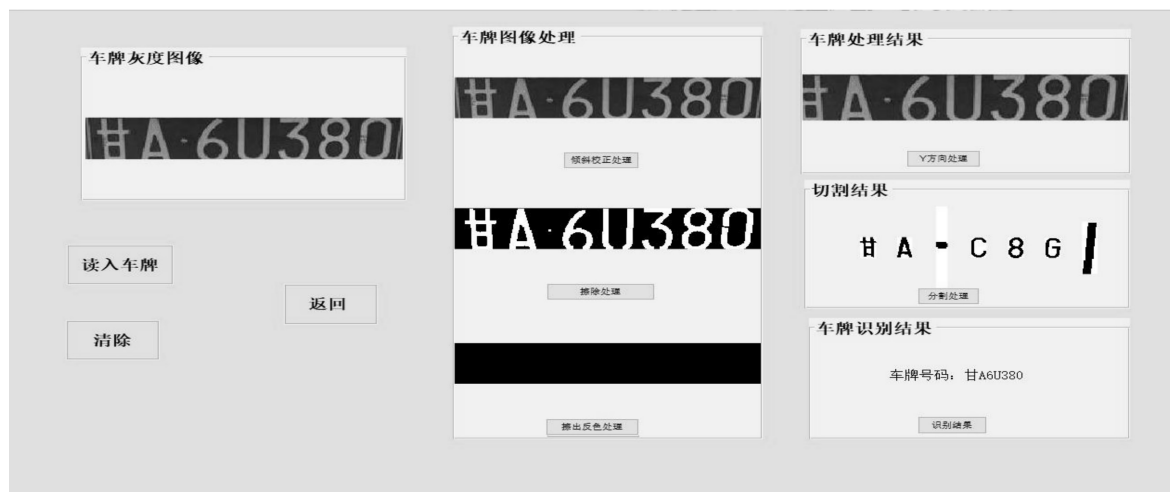 车牌灰度图像
甘A·6U380
读入车牌
返回
清除
车牌图像处理
甘A·6U380
倾斜校正处理
甘A·6U380
擦除处理
擦出反色处理
车牌处理结果
甘A·6U380
Y方向处理
切割结果
甘 A - C 8 G
分割处理
车牌识别结果
车牌号码：甘A6U380
识别结果